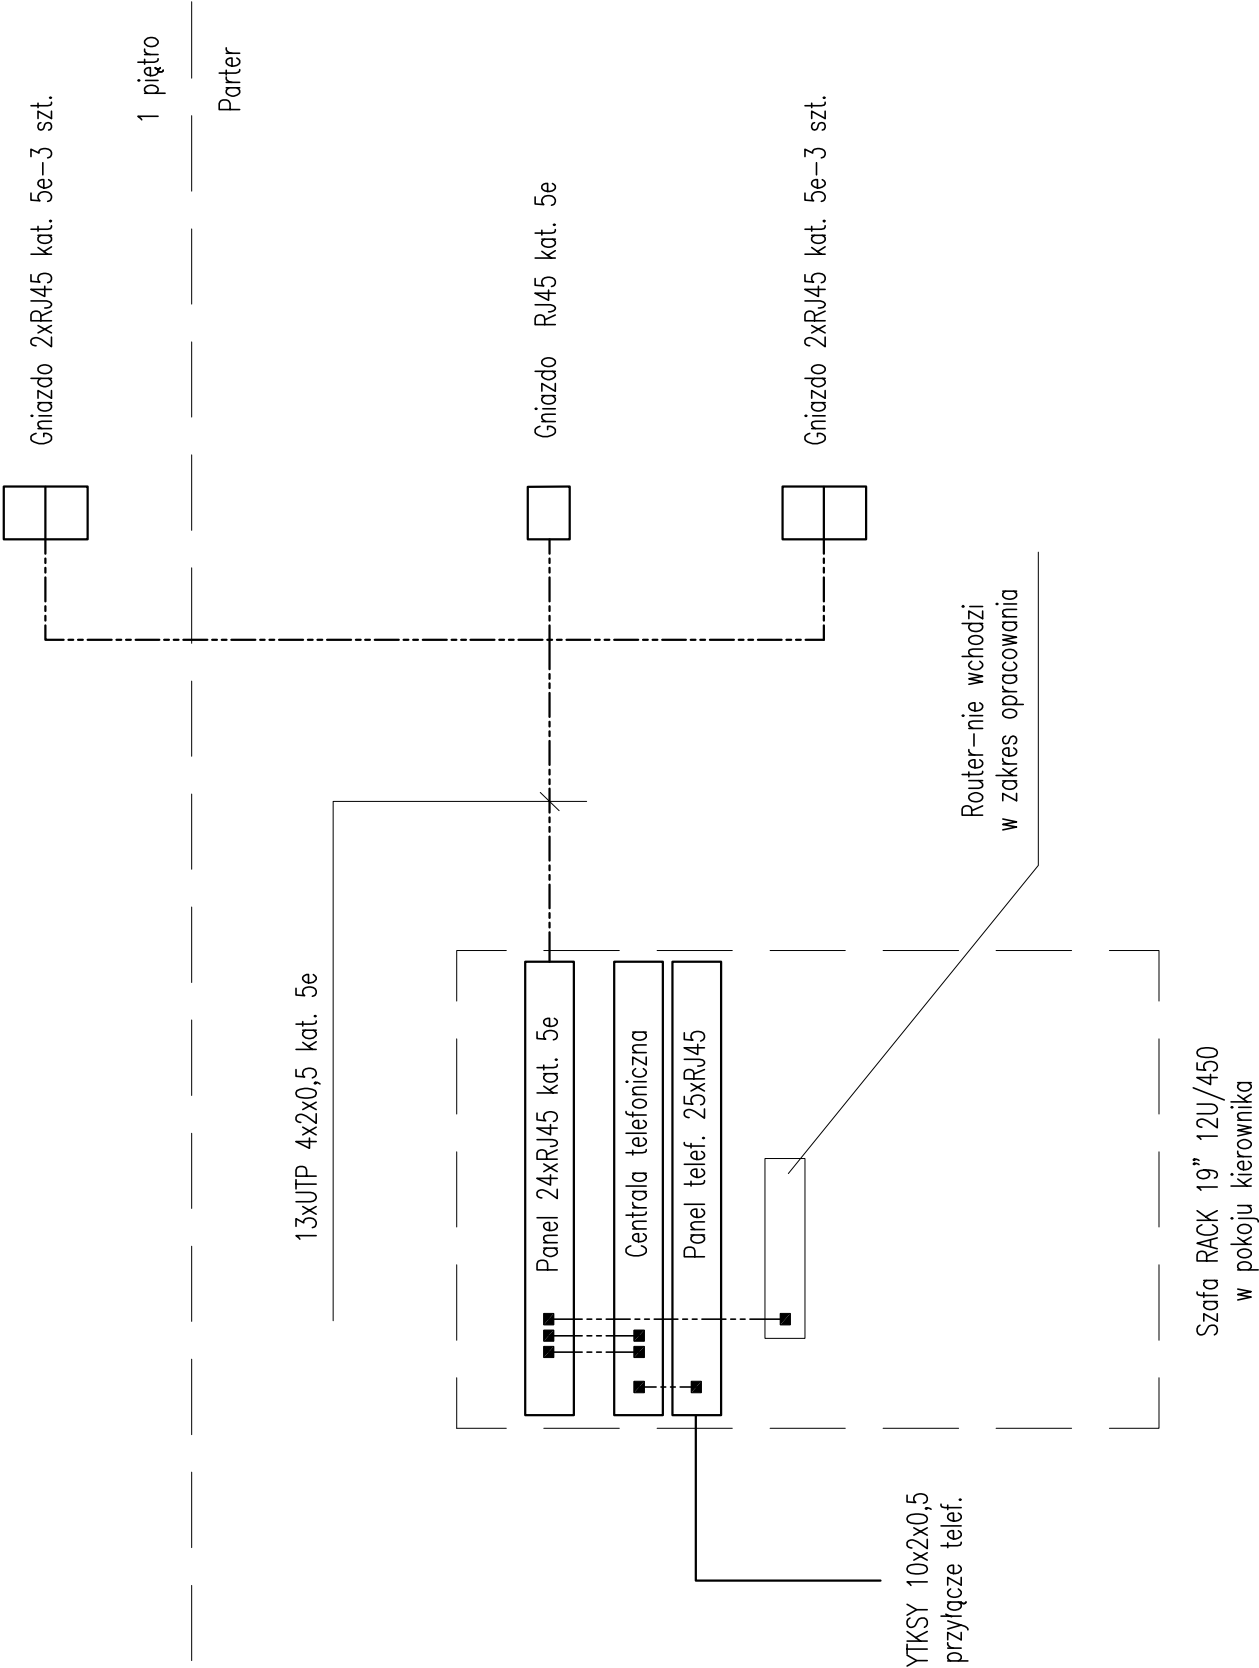 Gniazdo 2xRJ45 kat. 5e-3 szt.
1 piętro
Parter
13xUTP 4x2x0,5 kat. 5e
Gniazdo RJ45 kat. 5e
Panel 24xRJ45 kat. 5e
Centrala telefoniczna
Panel telef. 25xRJ45
Gniazdo 2xRJ45 kat. 5e-3 szt.
YTKSY 10x2x0,5
przyłącze telef.
Router-nie wchodzi
w zakres opracowania
Szafa RACK 19" 12U/450
w pokoju kierownika